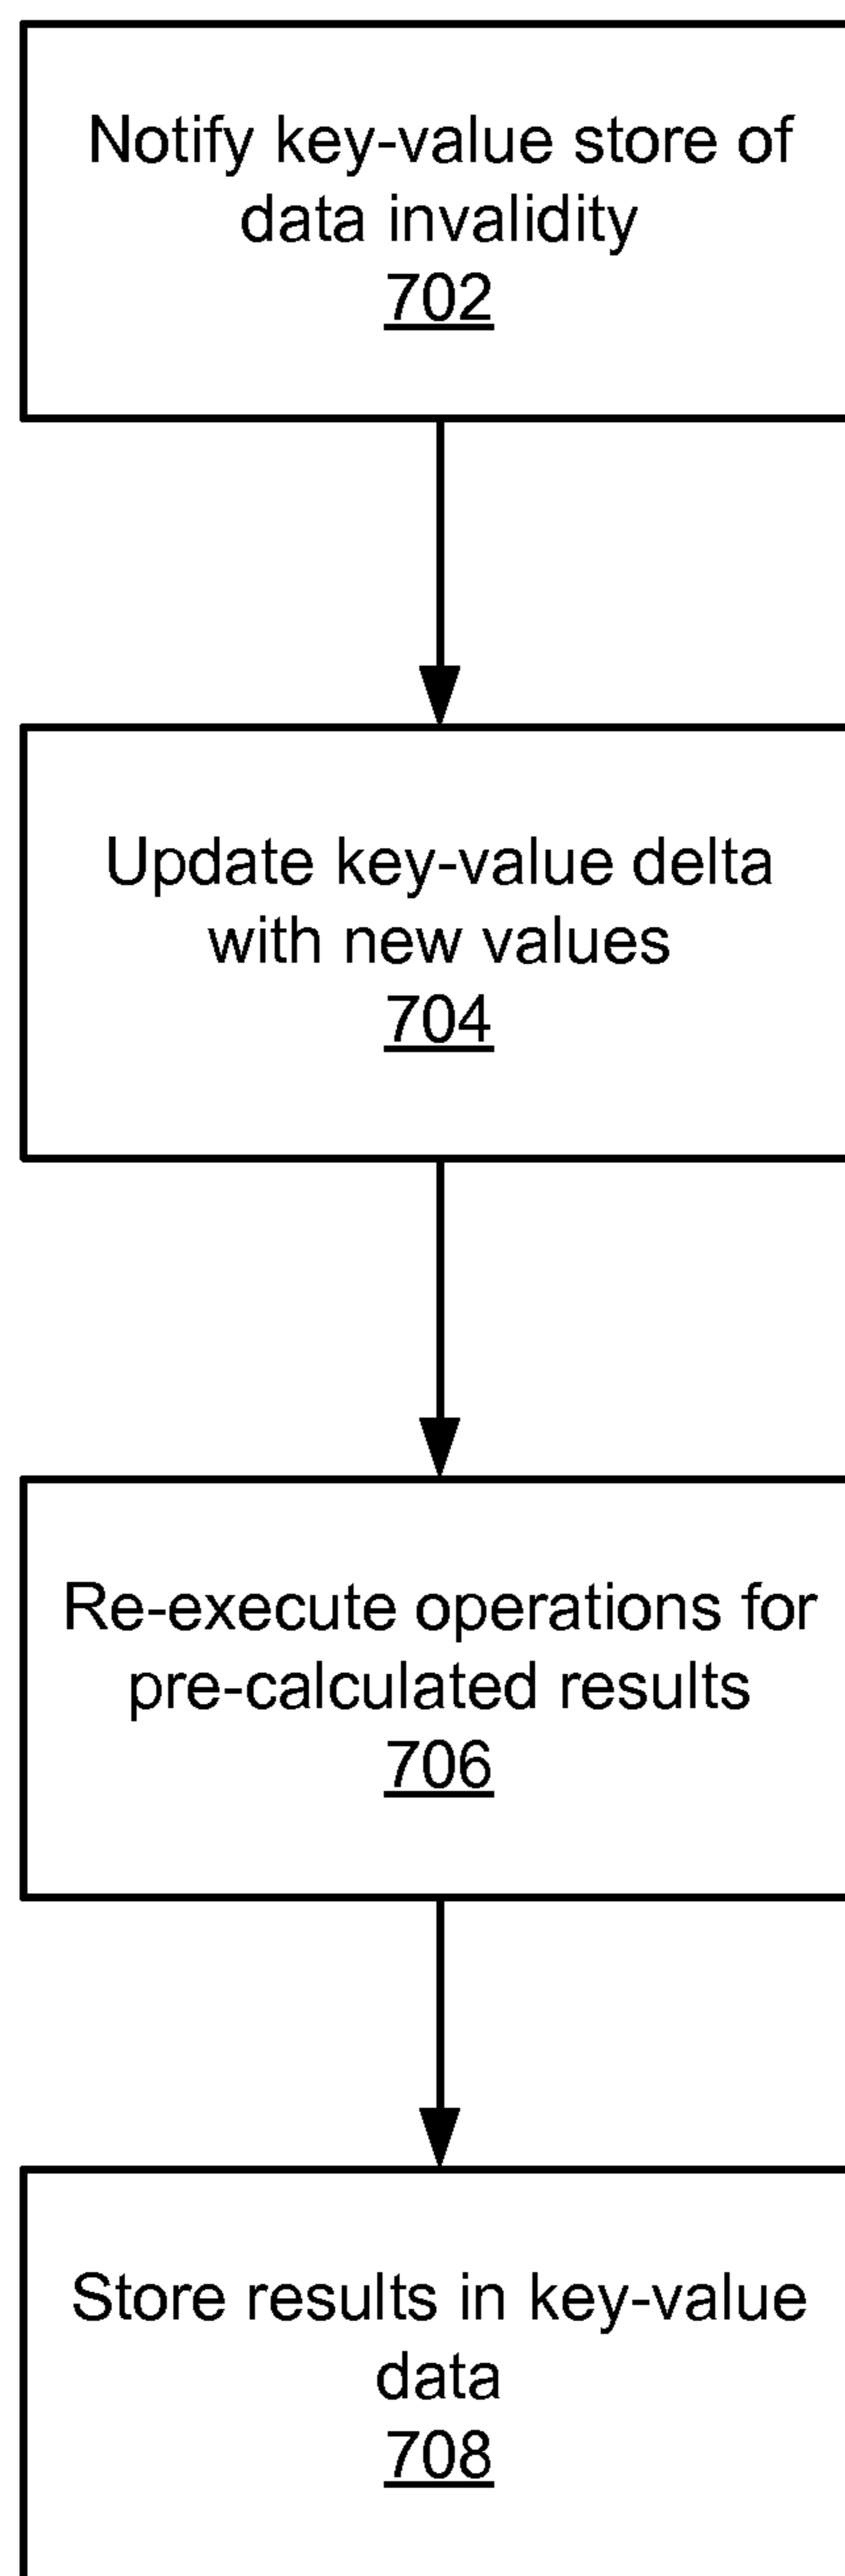 Notify key-value store of
data invalidity
702
Update key-value delta
with new values
704
Re-execute operations for
pre-calculated results
706
Store results in key-value
data
708